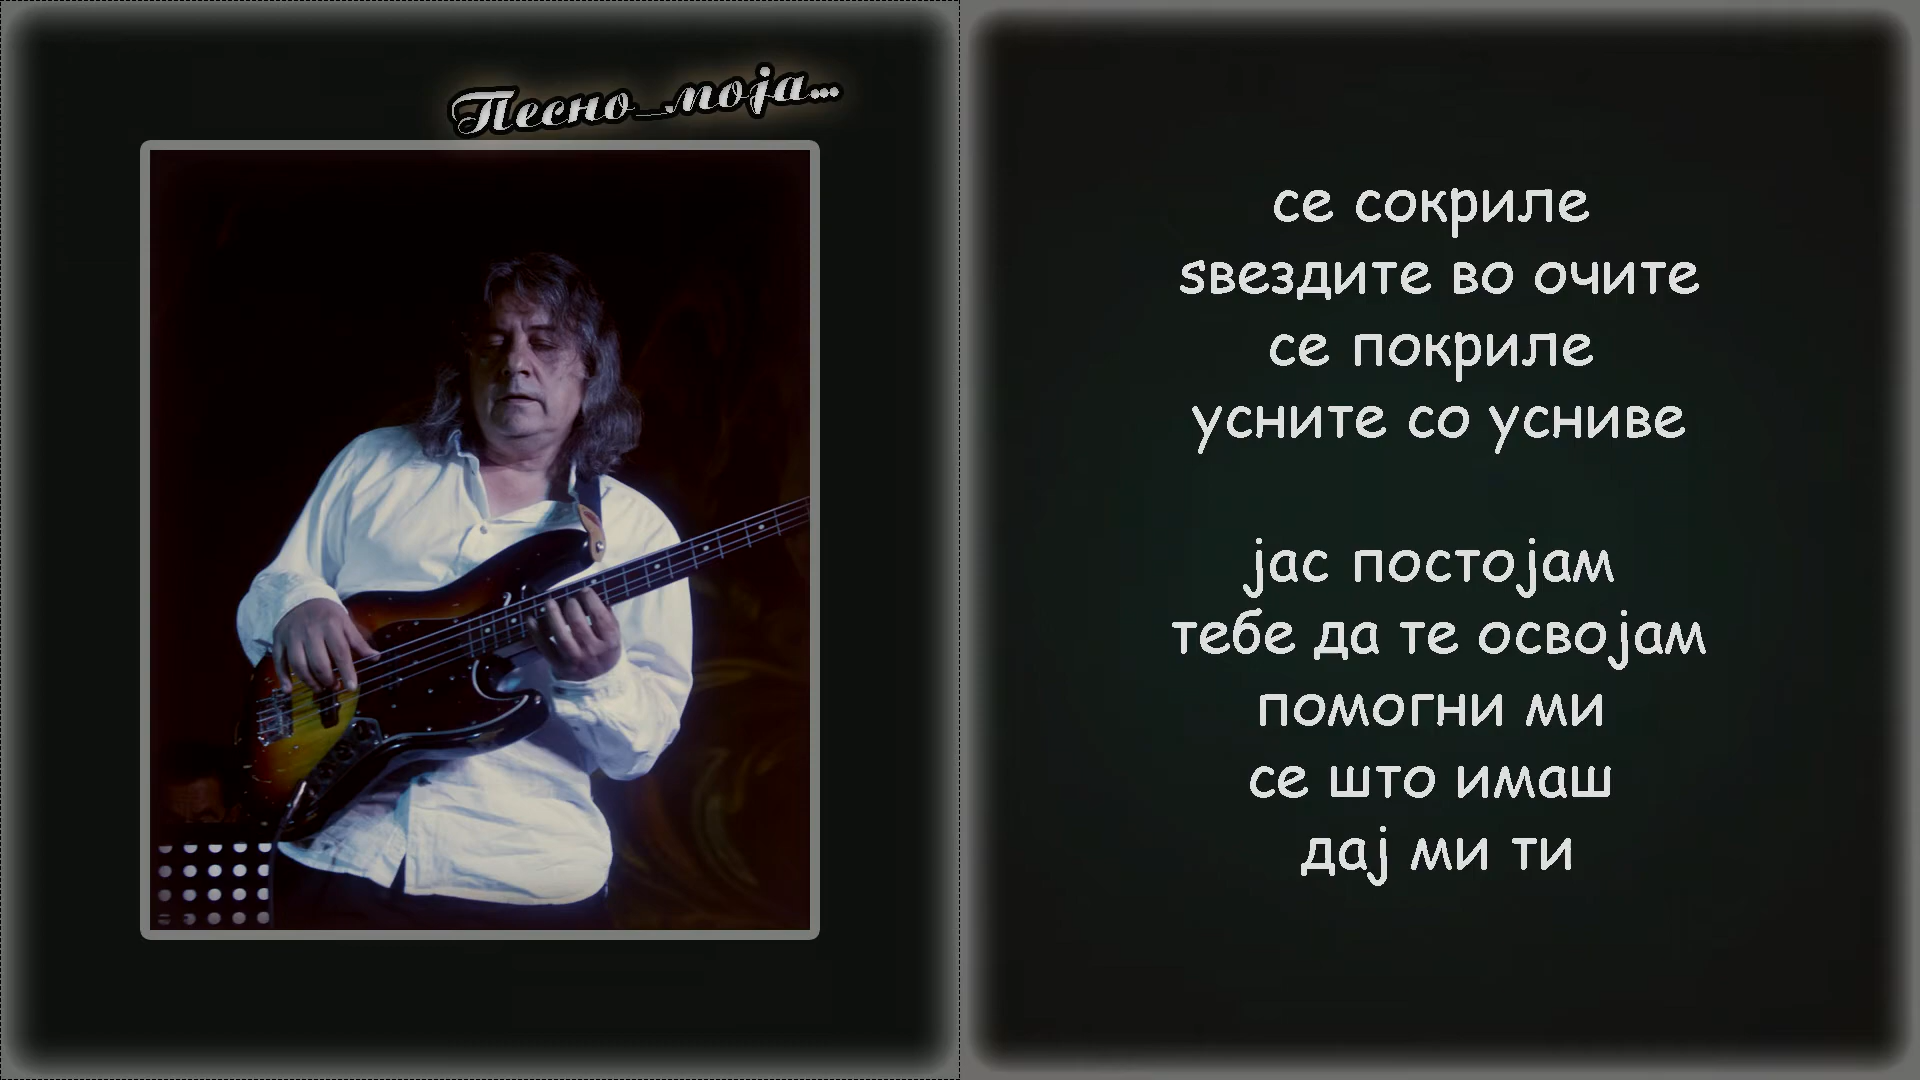 Песно_моја...
се сокриле
ѕвездите во очите
се покриле
усните со усниве
јас постојам
тебе да те освојам
помогни ми
се што имаш
дај ми ти